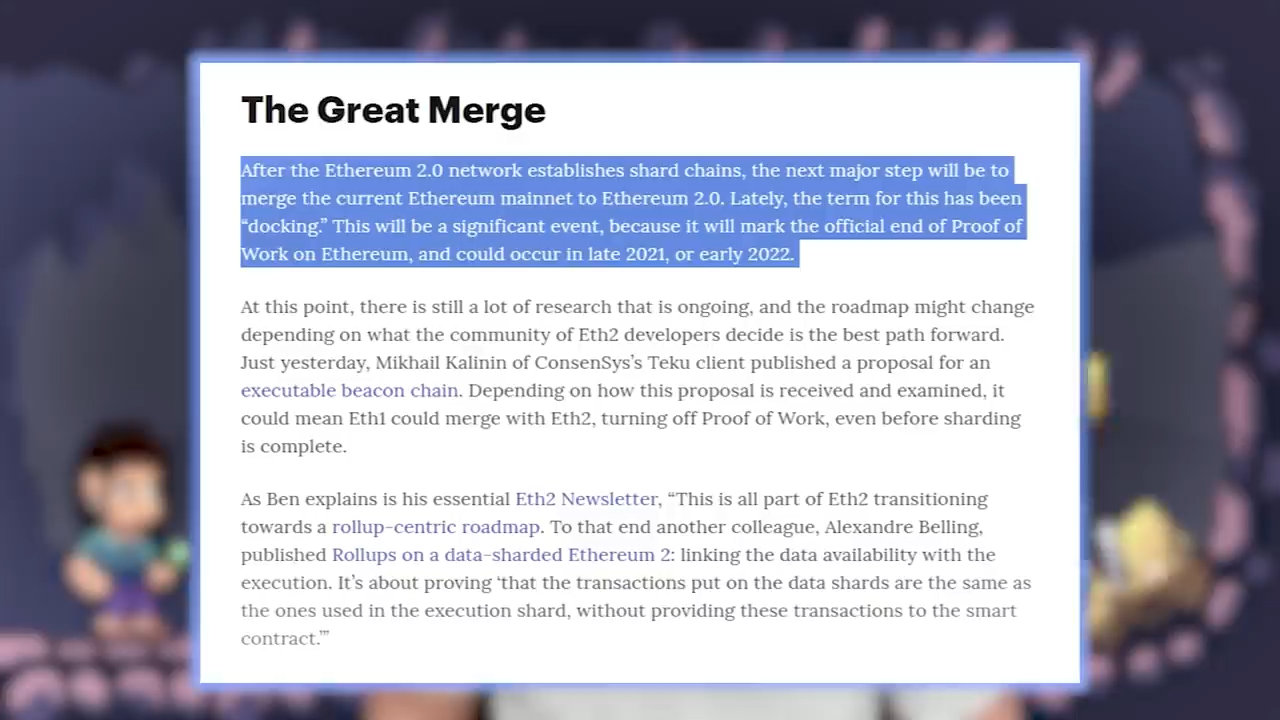 The Great Merge
After the Ethereum 2.0 network establishes shard chains, the next major step will be to
merge the current Ethereum mainnet to Ethereum 2.0. Lately, the term for this has been
“docking.” This will be a significant event, because it will mark the official end of Proof of
Work on Ethereum, and could occur in late 2021, or early 2022.
At this point, there is still a lot of research that is ongoing, and the roadmap might change
depending on what the community of Eth2 developers decide is the best path forward.
Just yesterday, Mikhail Kalinin of ConsenSys’s Teku client published a proposal for an
executable beacon chain. Depending on how this proposal is received and examined, it
could mean Eth1 could merge with Eth2, turning off Proof of Work, even before sharding
is complete.
As Ben explains is his essential Eth2 Newsletter, “This is all part of Eth2 transitioning
towards a rollup-centric roadmap. To that end another colleague, Alexandre Belling,
published Rollups on a data-sharded Ethereum 2: linking the data availability with the
execution. It’s about proving ‘that the transactions put on the data shards are the same as
the ones used in the execution shard, without providing these transactions to the smart
contract.’”